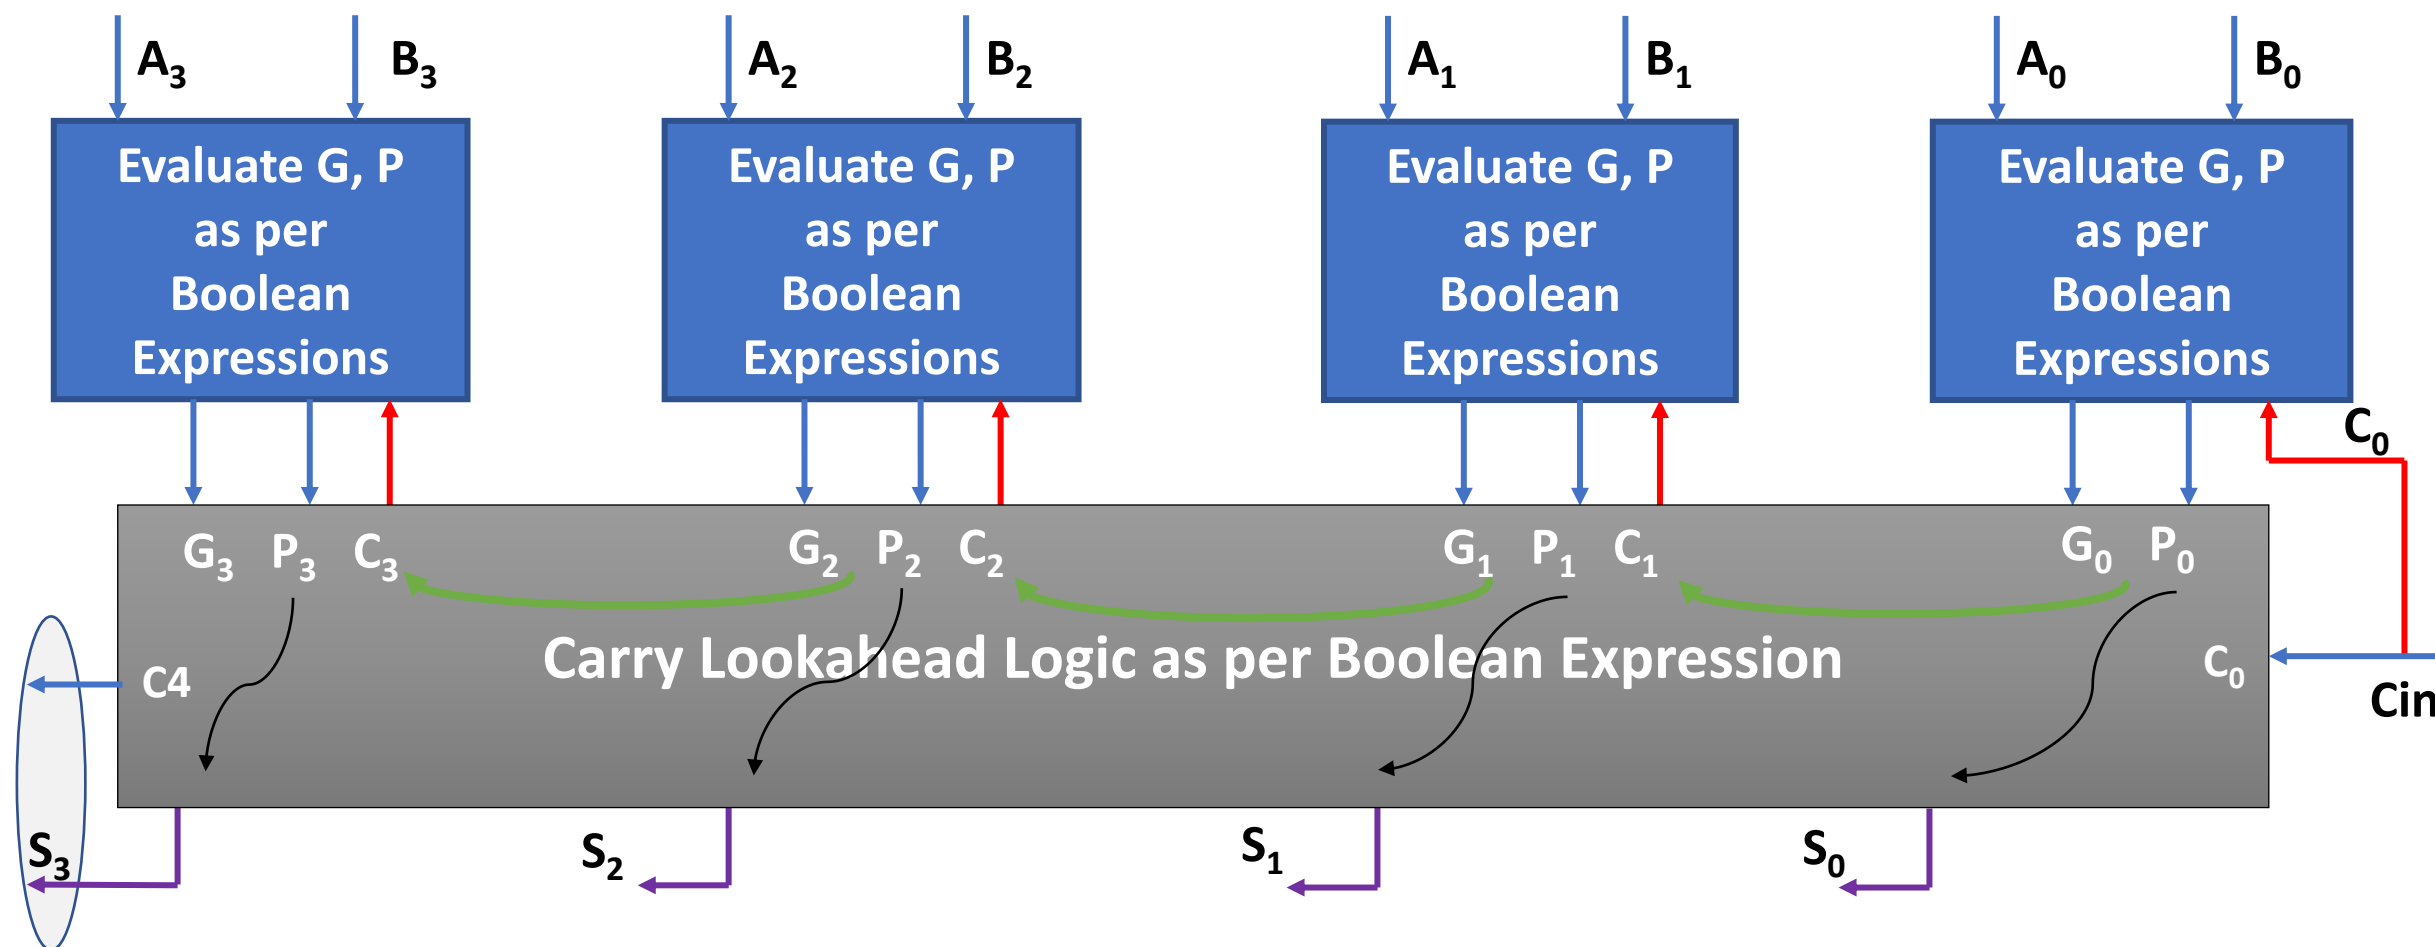 A₃ B₃ A₂ B₂ A₁ B₁ A₀ B₀
Evaluate G, P
as per
Boolean
Expressions
Evaluate G, P
as per
Boolean
Expressions
Evaluate G, P
as per
Boolean
Expressions
Evaluate G, P
as per
Boolean
Expressions
C₀
G₃ P₃ C₃ G₂ P₂ C₂ G₁ P₁ C₁ G₀ P₀
C4 Carry Lookahead Logic as per Boolean Expression C₀
Cin
S₃ S₂ S₁ S₀